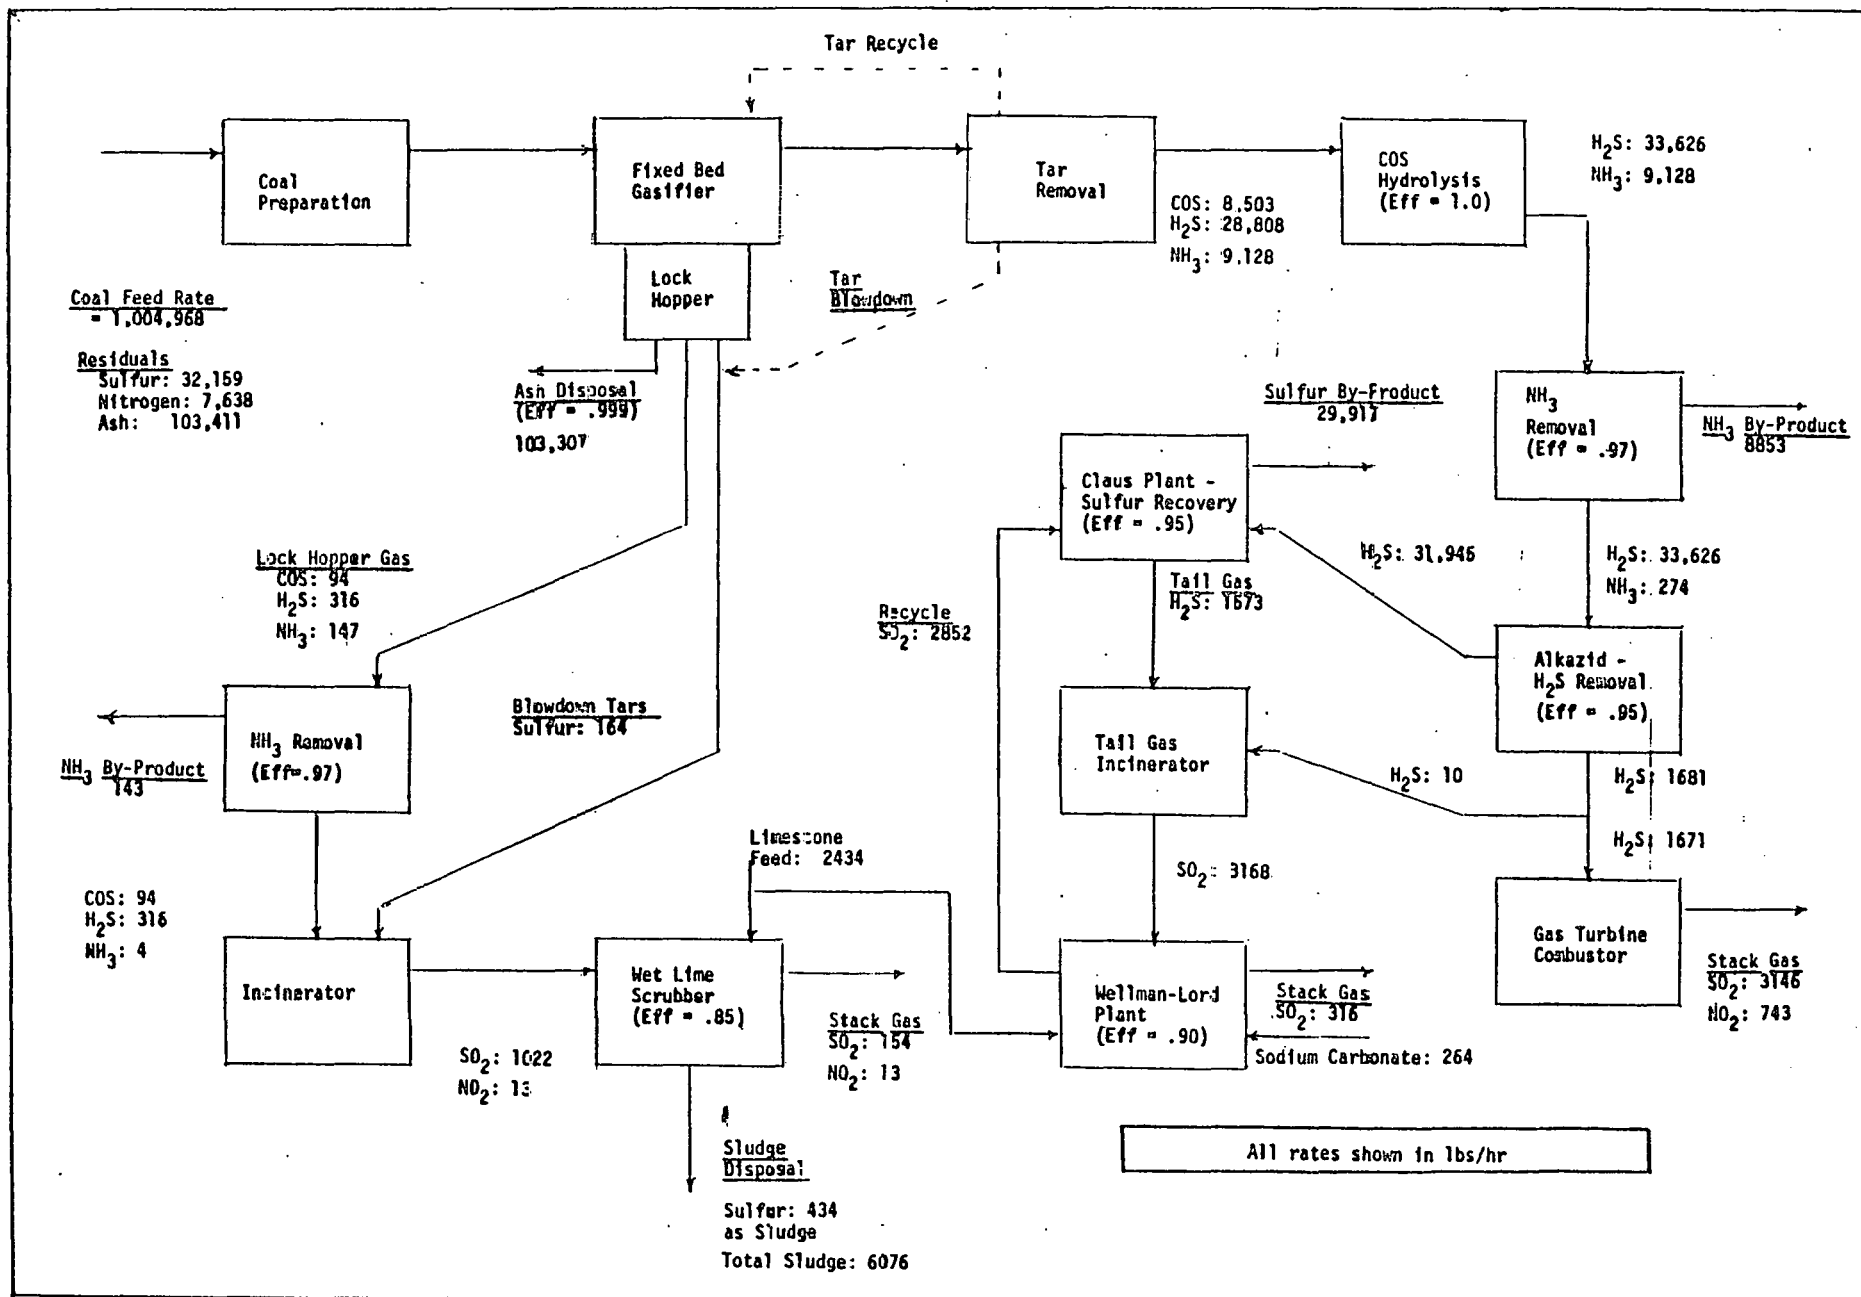 Tar Recycle
Coal
Preparation
Fixed Bed
Gasifier
Tar
Removal
COS
Hydrolysis
(Eff = 1.0)
H2S: 33,626
NH3: 9,128
COS: 8,503
H2S: 28,808
NH3: 9,128
Lock
Hopper
Tar
Blowdown
Coal Feed Rate
= 1,004,968
Residuals
Sulfur: 32,159
Nitrogen: 7,638
Ash: 103,411
Ash Disposal
(Eff = .999)
103,307
Sulfur By-Product
29,917
NH3
Removal
(Eff = .97)
NH3 By-Product
8853
Claus Plant -
Sulfur Recovery
(Eff = .95)
H2S: 31,945
H2S: 33,626
NH3: 274
Lock Hopper Gas
COS: 94
H2S: 316
NH3: 147
Tail Gas
H2S: 1673
Recycle
SO2: 2852
Alkazid -
H2S Removal
(Eff = .95)
Blowdown Tars
Sulfur: 164
NH3 Removal
(Eff=.97)
NH3 By-Product
143
Tail Gas
Incinerator
H2S: 10
H2S: 1681
H2S: 1671
Limestone
Feed: 2434
SO2: 3168
COS: 94
H2S: 316
NH3: 4
Incinerator
Wet Lime
Scrubber
(Eff = .85)
Wellman-Lord
Plant
(Eff = .90)
Gas Turbine
Combustor
Stack Gas
SO2: 3146
NO2: 743
SO2: 1022
NO2: 13
Stack Gas
SO2: 154
NO2: 13
Stack Gas
SO2: 316
Sodium Carbonate: 264
Sludge
Disposal
Sulfur: 434
as Sludge
Total Sludge: 6076
All rates shown in lbs/hr